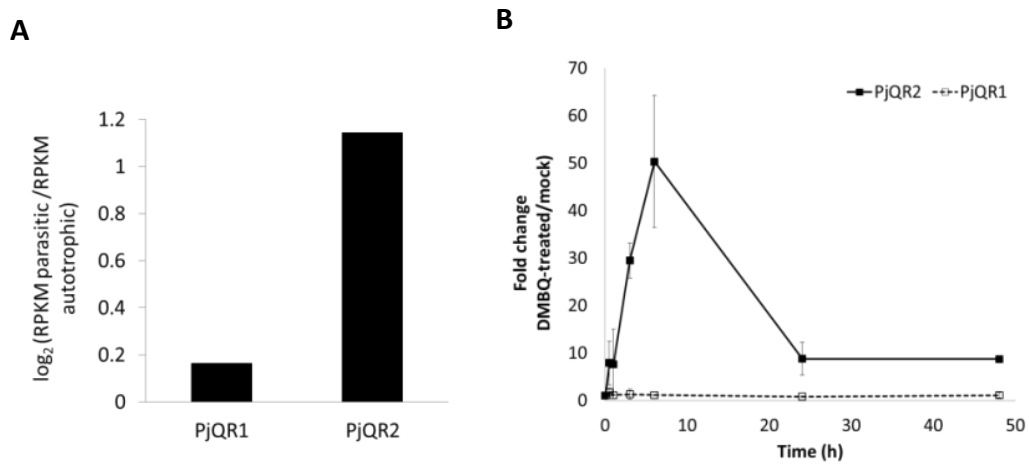 A
log₂ (RPKM parasitic /RPKM
autotrophic)
1.2
1
0.8
0.6
0.4
0.2
0
PjQR1 PjQR2
B
Fold change
DMBQ-treated/mock)
70
60
50
40
30
20
10
0
PjQR2 PjQR1
0 10 20 30 40 50
Time (h)